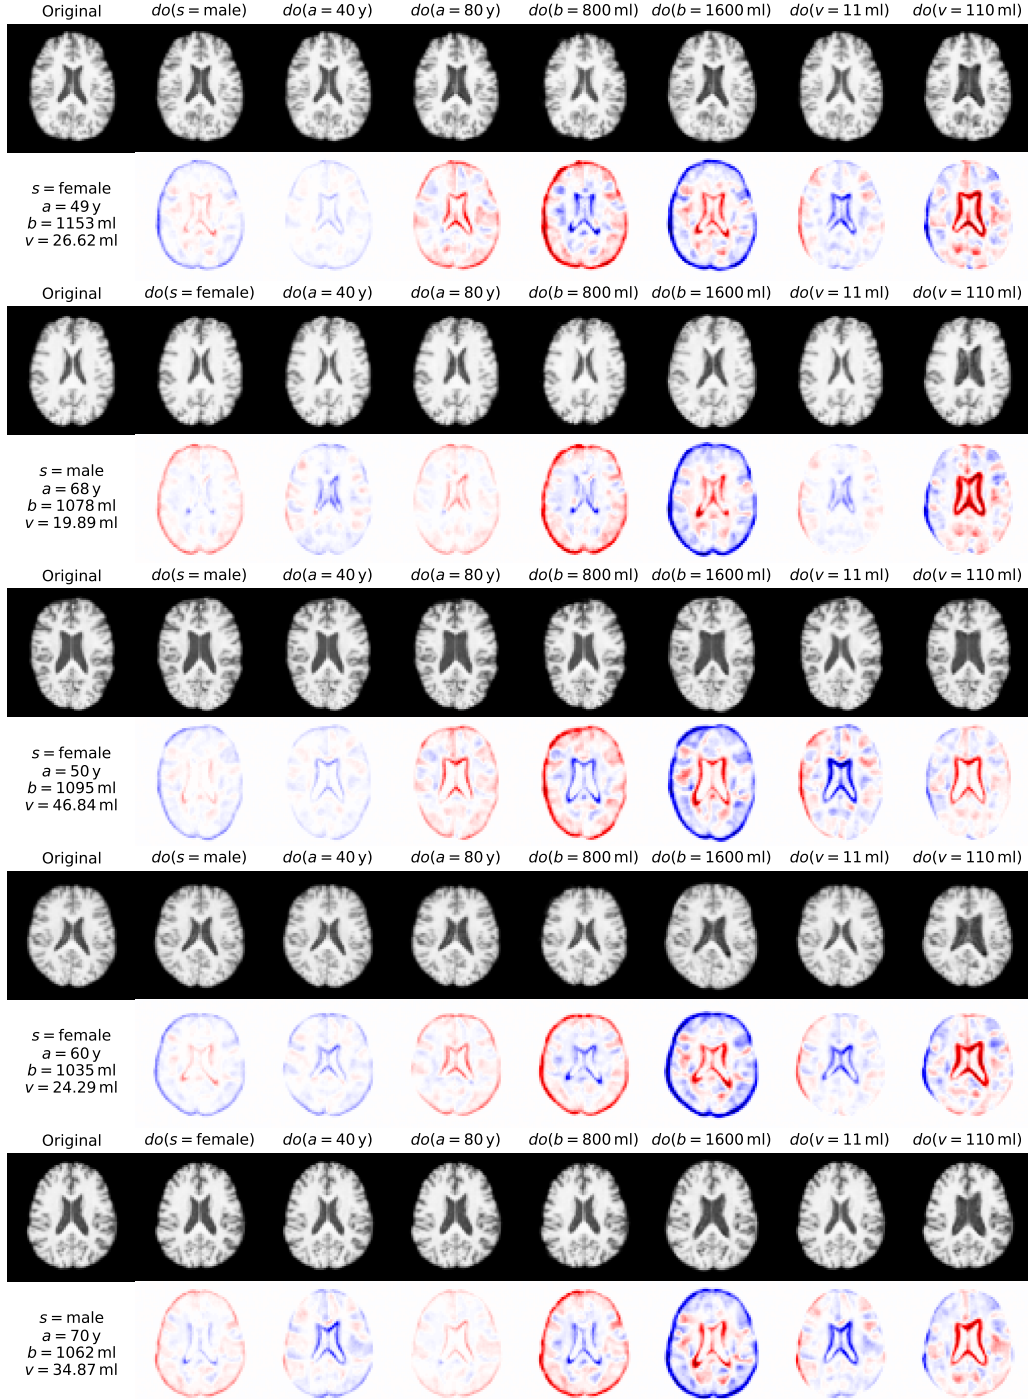 Original do(s = male) do(a = 40 y) do(a = 80 y) do(b = 800 ml) do(b = 1600 ml) do(v = 11 ml) do(v = 110 ml)
s = female
a = 49 y
b = 1153 ml
v = 26.62 ml
Original do(s = female) do(a = 40 y) do(a = 80 y) do(b = 800 ml) do(b = 1600 ml) do(v = 11 ml) do(v = 110 ml)
s = male
a = 68 y
b = 1078 ml
v = 19.89 ml
Original do(s = male) do(a = 40 y) do(a = 80 y) do(b = 800 ml) do(b = 1600 ml) do(v = 11 ml) do(v = 110 ml)
s = female
a = 50 y
b = 1095 ml
v = 46.84 ml
Original do(s = male) do(a = 40 y) do(a = 80 y) do(b = 800 ml) do(b = 1600 ml) do(v = 11 ml) do(v = 110 ml)
s = female
a = 60 y
b = 1035 ml
v = 24.29 ml
Original do(s = female) do(a = 40 y) do(a = 80 y) do(b = 800 ml) do(b = 1600 ml) do(v = 11 ml) do(v = 110 ml)
s = male
a = 70 y
b = 1062 ml
v = 34.87 ml